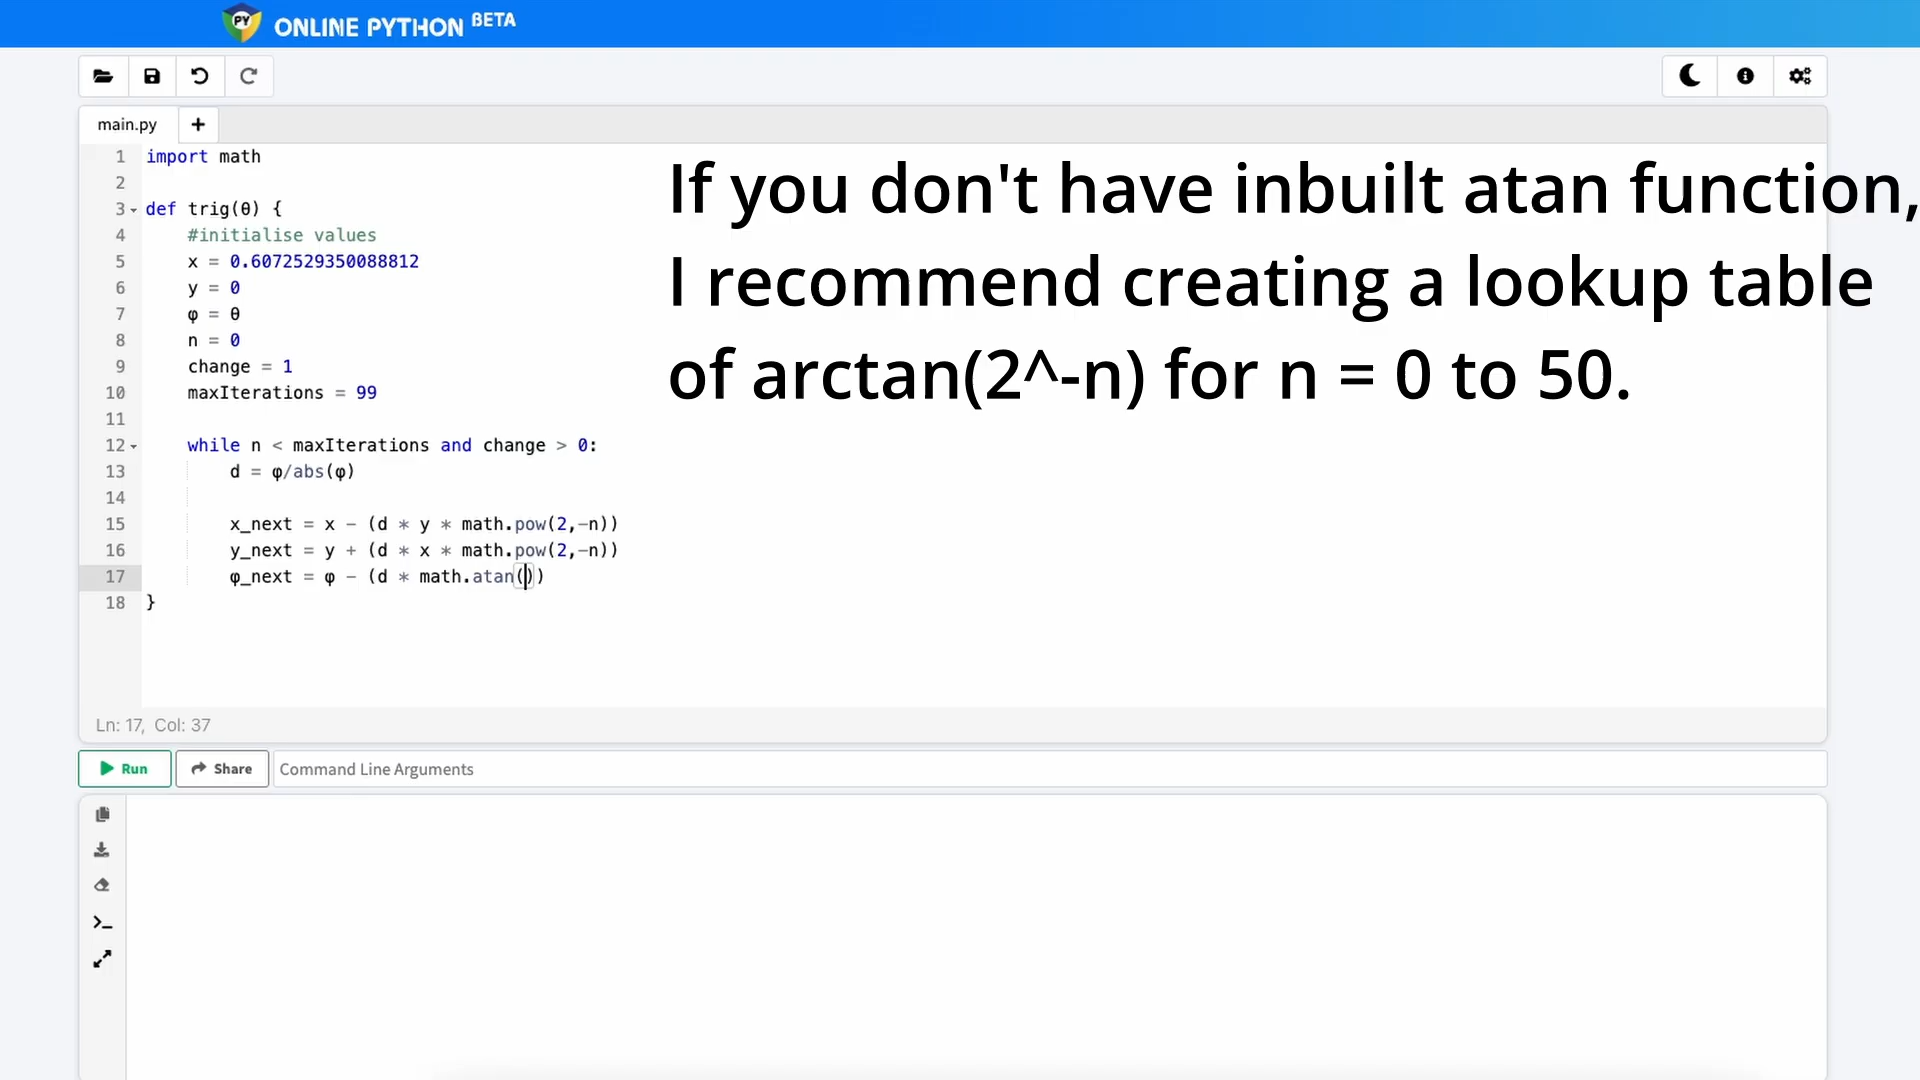 ONLINE PYTHON BETA
main.py +
If you don't have inbuilt atan function,
I recommend creating a lookup table
of arctan(2^-n) for n = 0 to 50.
1 import math
2
3 def trig(θ) {
4 #initialise values
5 x = 0.6072529350088812
6 y = 0
7 φ = θ
8 n = 0
9 change = 1
10 maxIterations = 99
11
12 while n < maxIterations and change > 0:
13 d = φ/abs(φ)
14
15 x_next = x - (d * y * math.pow(2,-n))
16 y_next = y + (d * x * math.pow(2,-n))
17 φ_next = φ - (d * math.atan())
18 }
Ln: 17, Col: 37
Run Share Command Line Arguments